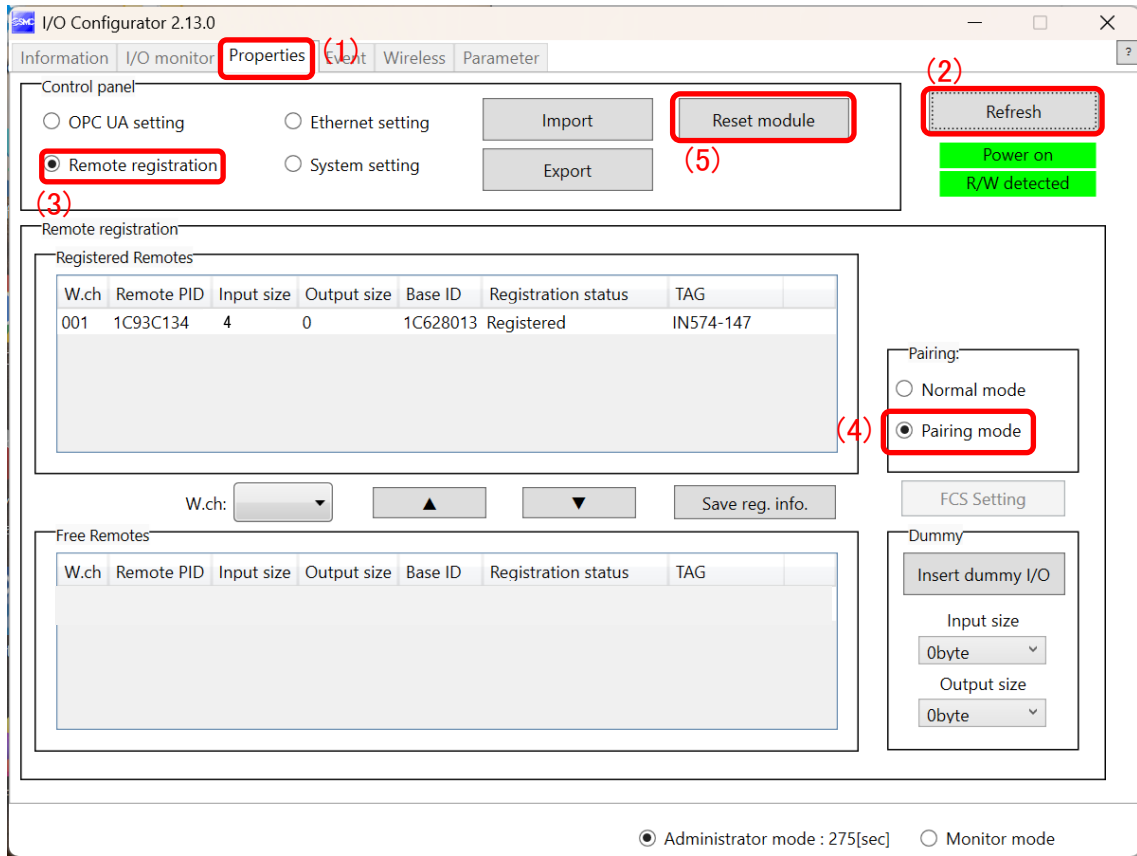 SMC I/O Configurator 2.13.0
Information I/O monitor Properties (1) Event Wireless Parameter ?
Control panel (2)
OPC UA setting Ethernet setting Import Reset module Refresh
Remote registration System setting Export (5) Power on
R/W detected
(3)
Remote registration
Registered Remotes
W.ch Remote PID Input size Output size Base ID Registration status TAG
001 1C93C134 4 0 1C628013 Registered IN574-147
Pairing:
Normal mode
(4) Pairing mode
W.ch: ▲ ▼ Save reg. info. FCS Setting
Free Remotes Dummy
W.ch Remote PID Input size Output size Base ID Registration status TAG
Insert dummy I/O
Input size
0byte
Output size
0byte
Administrator mode : 275[sec] Monitor mode